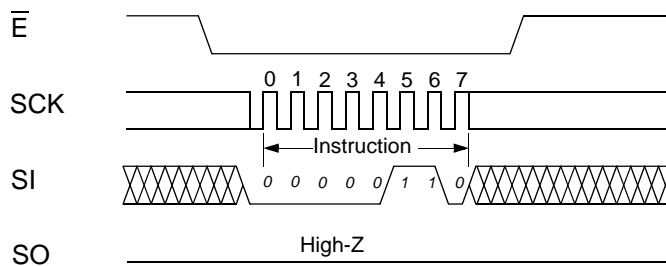 E̅
SCK
0 1 2 3 4 5 6 7
Instruction
SI
0 0 0 0 0 1 1 0
High-Z
SO